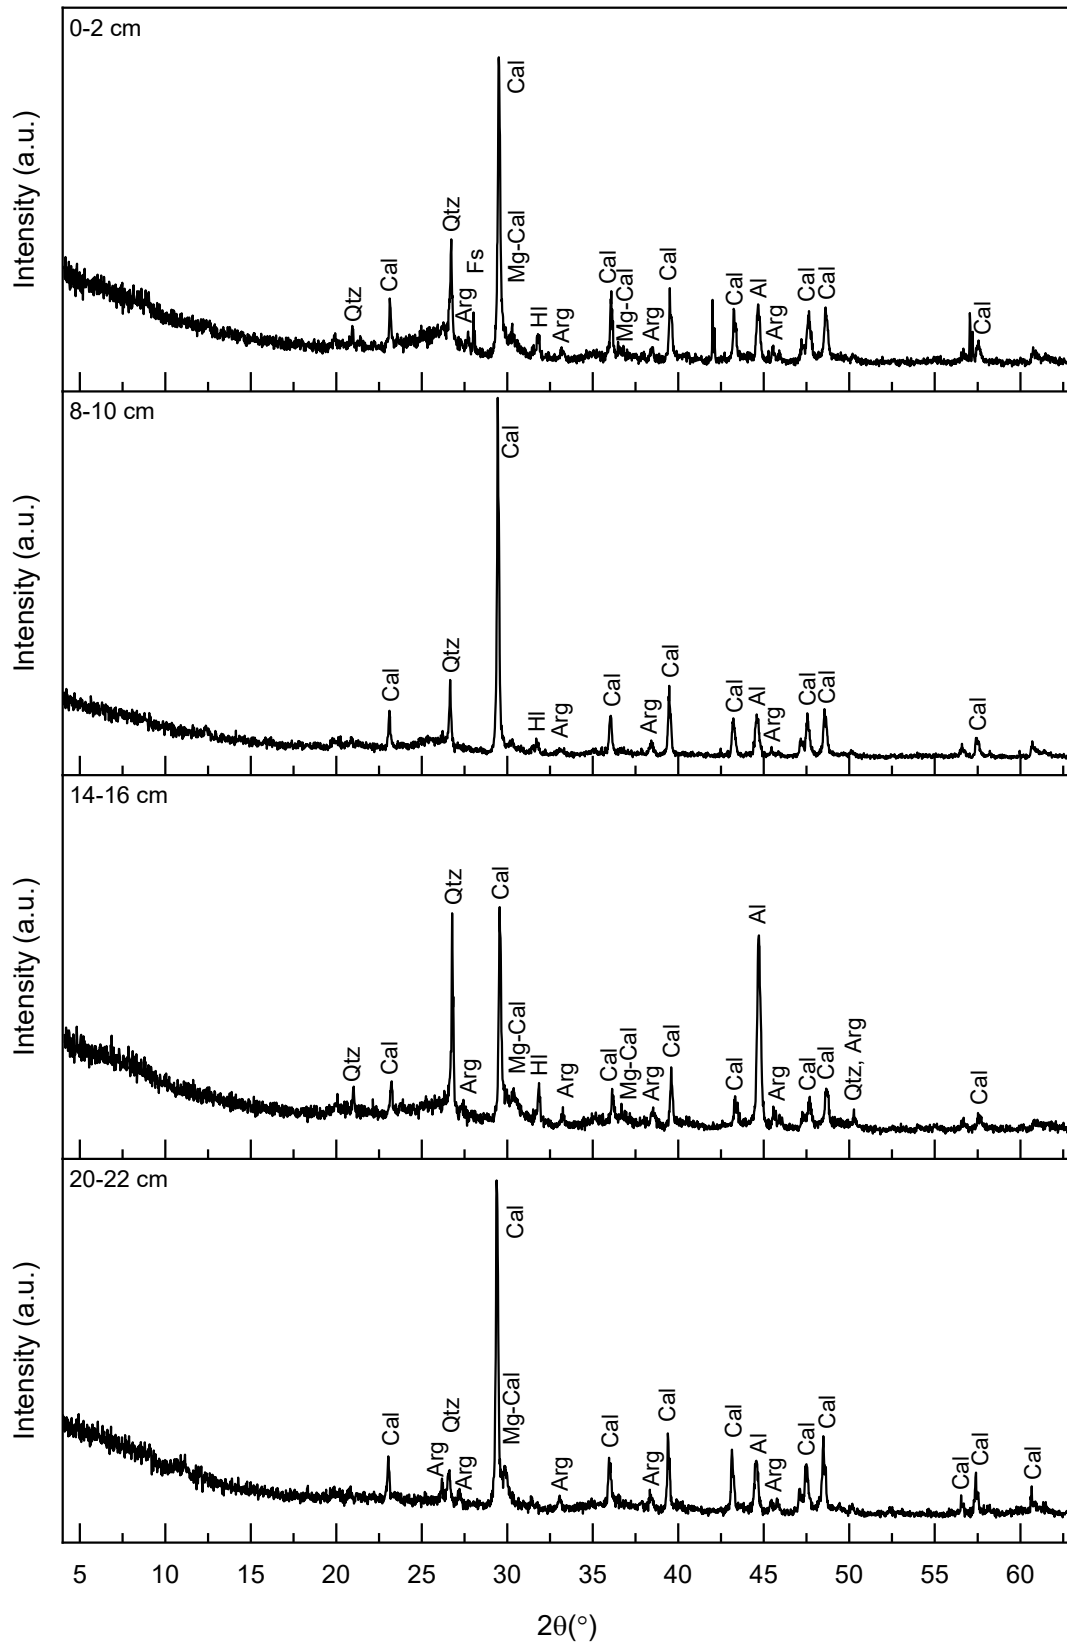 0-2 cm
Intensity (a.u.)
Qtz
Cal
Qtz
Arg
Fs
Cal
Mg-Cal
Hl
Arg
Cal
Mg-Cal
Arg
Cal
Cal
Al
Arg
Cal
Cal
Cal
8-10 cm
Intensity (a.u.)
Cal
Qtz
Cal
Hl
Arg
Cal
Arg
Cal
Cal
Al
Arg
Cal
Cal
Cal
14-16 cm
Intensity (a.u.)
Qtz
Cal
Qtz
Arg
Cal
Mg-Cal
Hl
Arg
Cal
Mg-Cal
Arg
Cal
Cal
Al
Arg
Cal
Cal
Qtz, Arg
Cal
20-22 cm
Intensity (a.u.)
Cal
Arg
Qtz
Arg
Cal
Mg-Cal
Arg
Cal
Arg
Cal
Cal
Al
Arg
Cal
Cal
Cal
Cal
Cal
5 10 15 20 25 30 35 40 45 50 55 60
2θ(°)